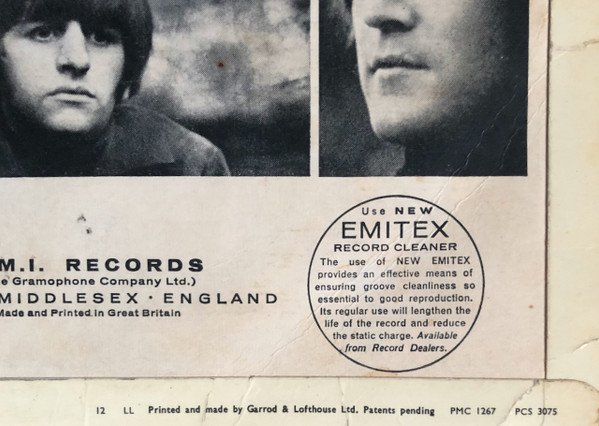 M.I. RECORDS
e Gramophone Company Ltd.)
MIDDLESEX · ENGLAND
Made and Printed in Great Britain
Use NEW
EMITEX
RECORD CLEANER
The use of NEW EMITEX
provides an effective means of
ensuring groove cleanliness so
essential to good reproduction.
Its regular use will lengthen the
life of the record and reduce
the static charge. Available
from Record Dealers.
12 LL Printed and made by Garrod & Lofthouse Ltd. Patents pending PMC 1267 PCS 3075